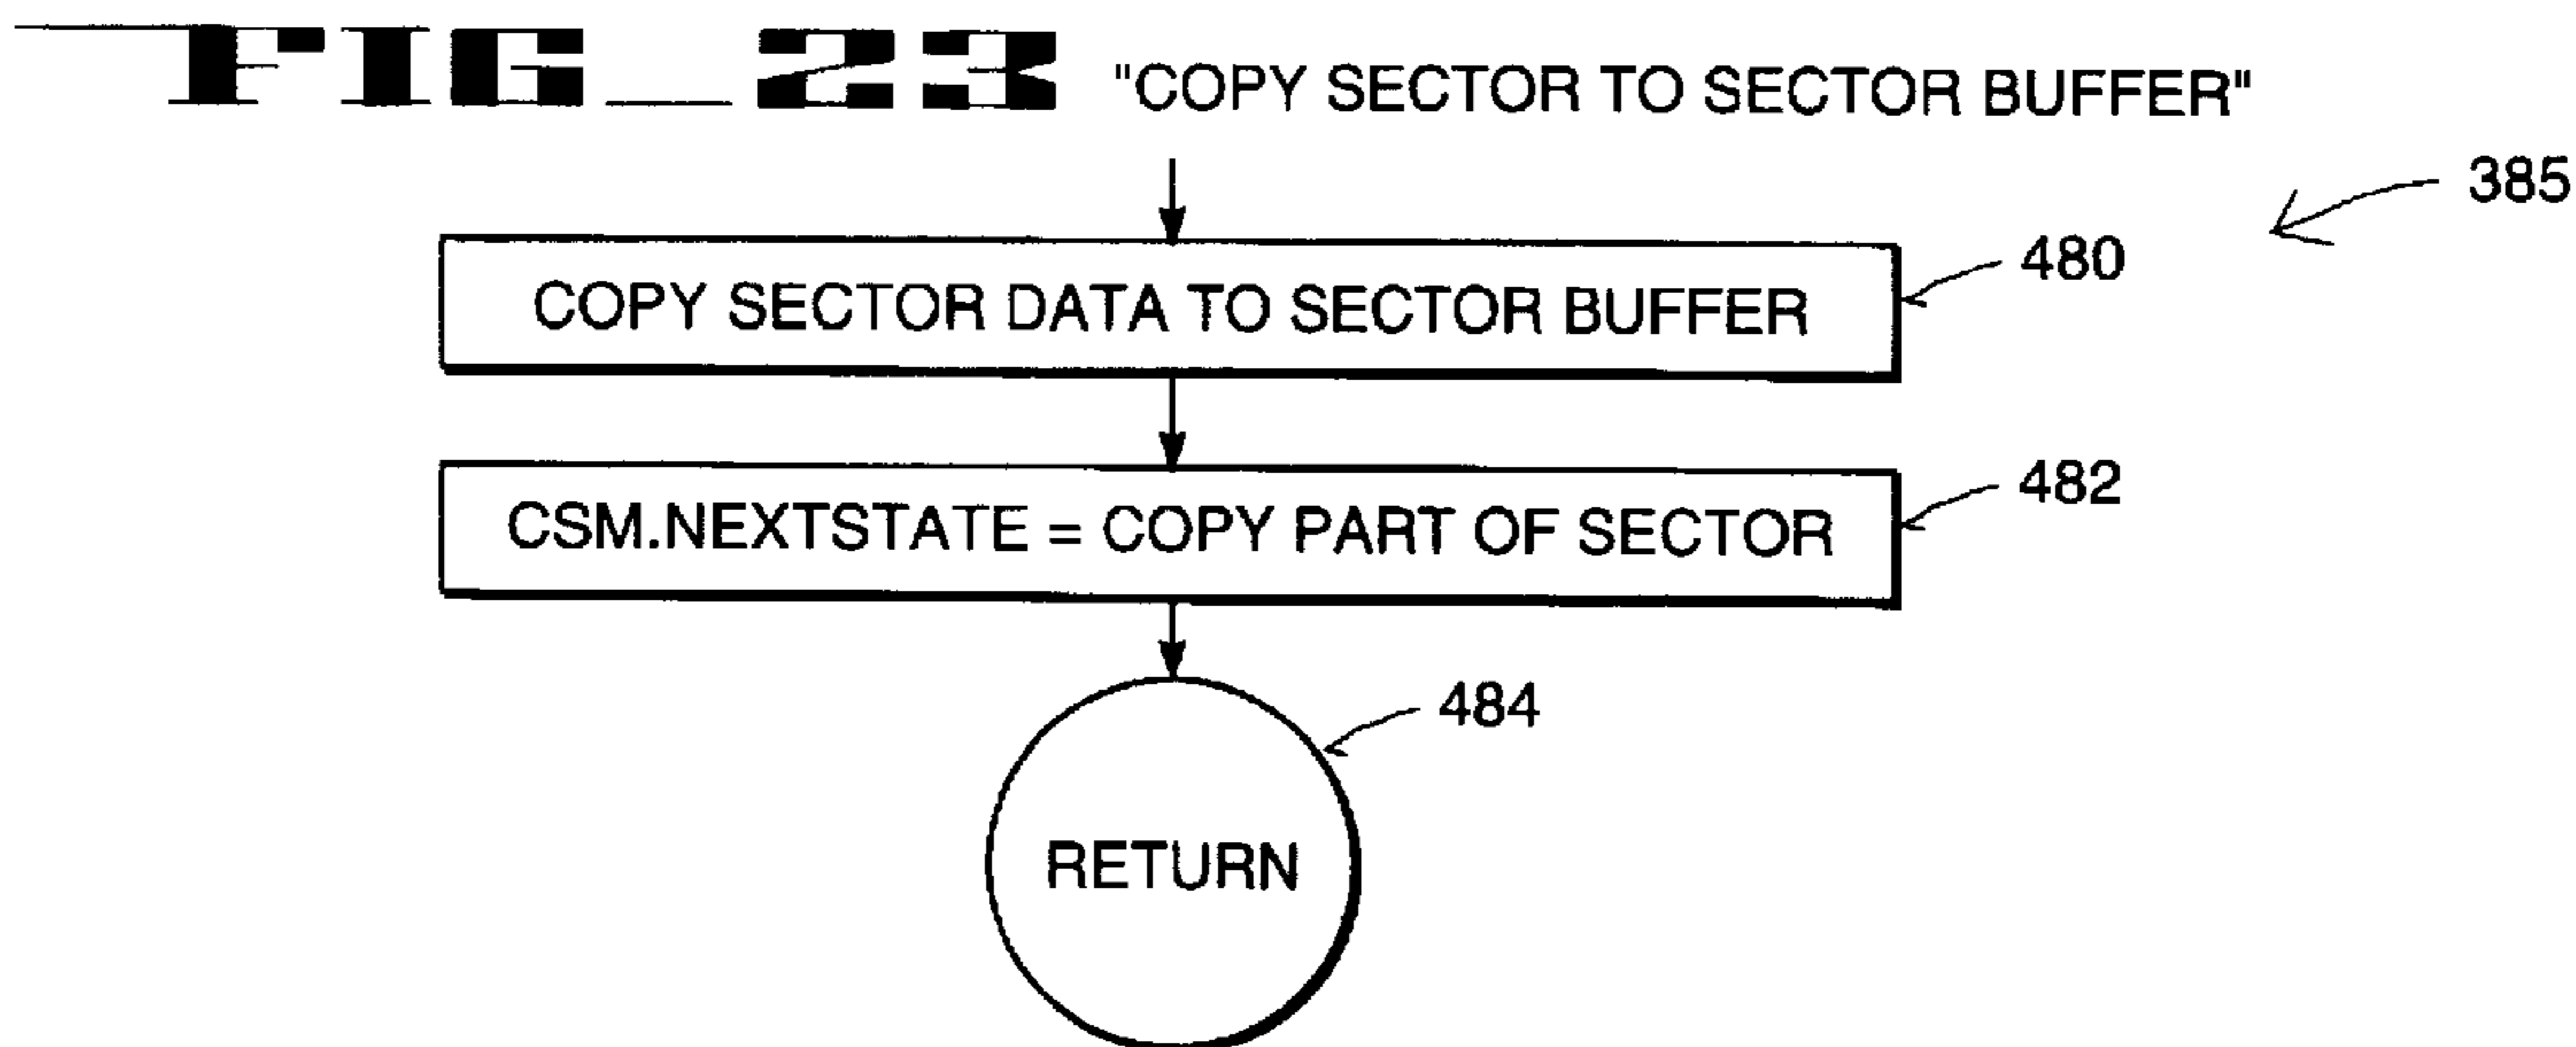 FIG_23 "COPY SECTOR TO SECTOR BUFFER"
385
480
COPY SECTOR DATA TO SECTOR BUFFER
482
CSM.NEXTSTATE = COPY PART OF SECTOR
484
RETURN